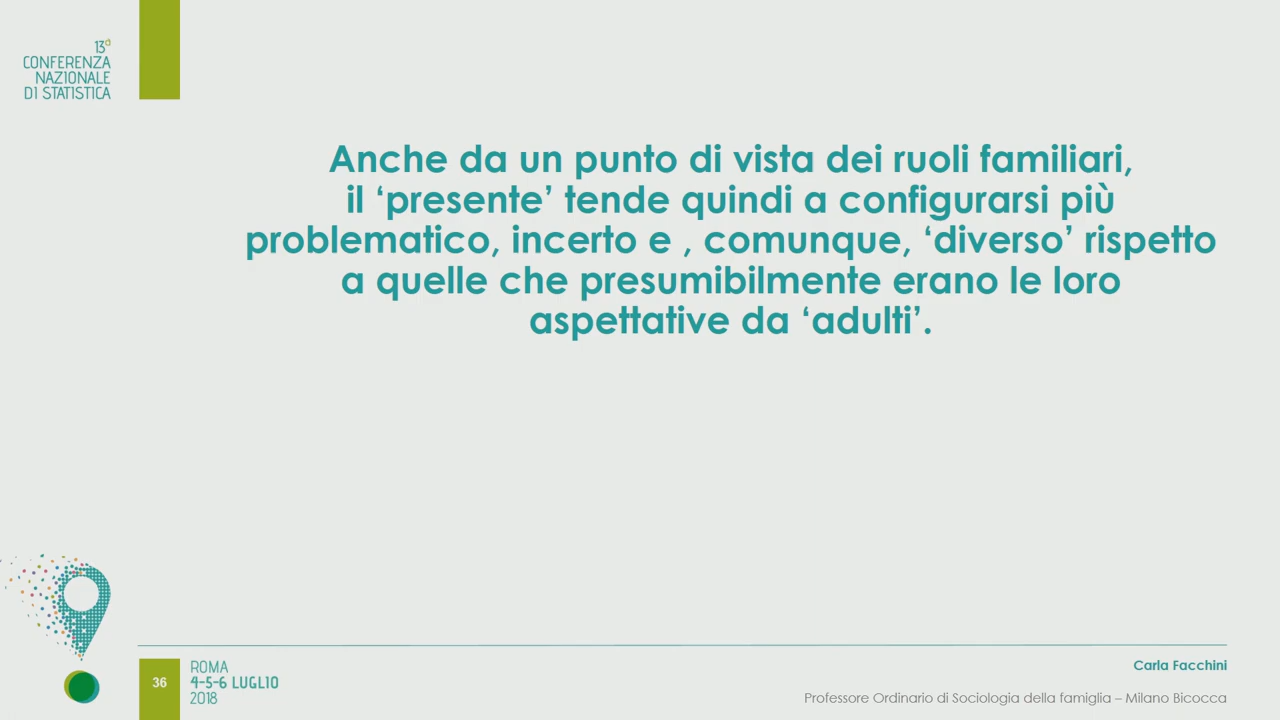 13a
CONFERENZA
NAZIONALE
DI STATISTICA
Anche da un punto di vista dei ruoli familiari,
il ‘presente’ tende quindi a configurarsi più
problematico, incerto e , comunque, ‘diverso’ rispetto
a quelle che presumibilmente erano le loro
aspettative da ‘adulti’.
36
ROMA
4-5-6 LUGLIO
2018
Carla Facchini
Professore Ordinario di Sociologia della famiglia – Milano Bicocca